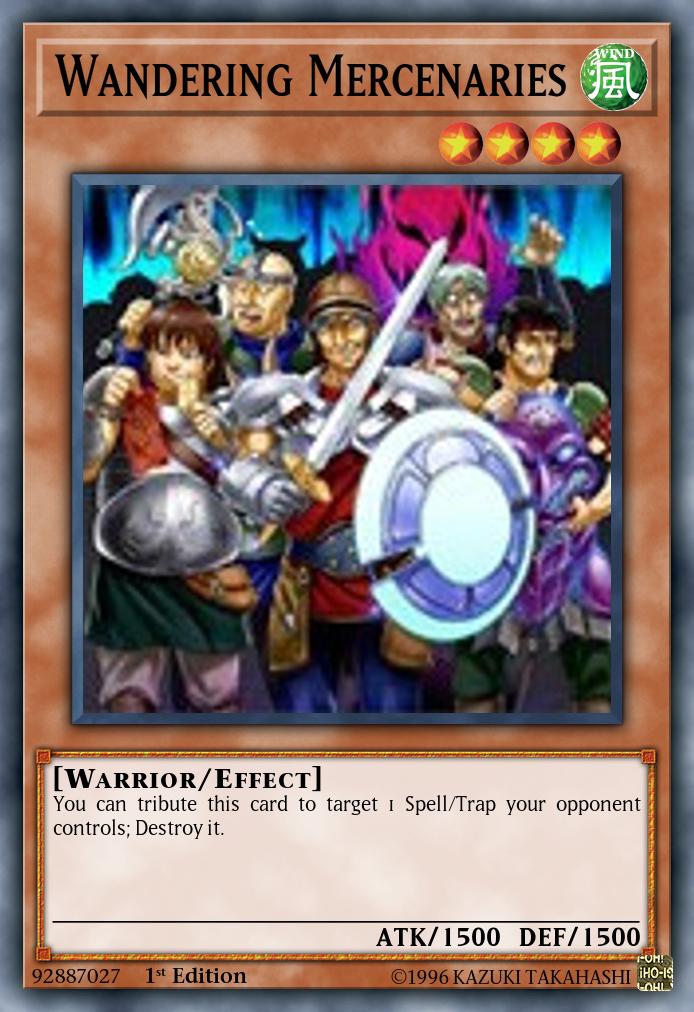 WANDERING MERCENARIES
WIND
風
[WARRIOR/EFFECT]
You can tribute this card to target 1 Spell/Trap your opponent
controls; Destroy it.
ATK/1500 DEF/1500
92887027 1st Edition ©1996 KAZUKI TAKAHASHI